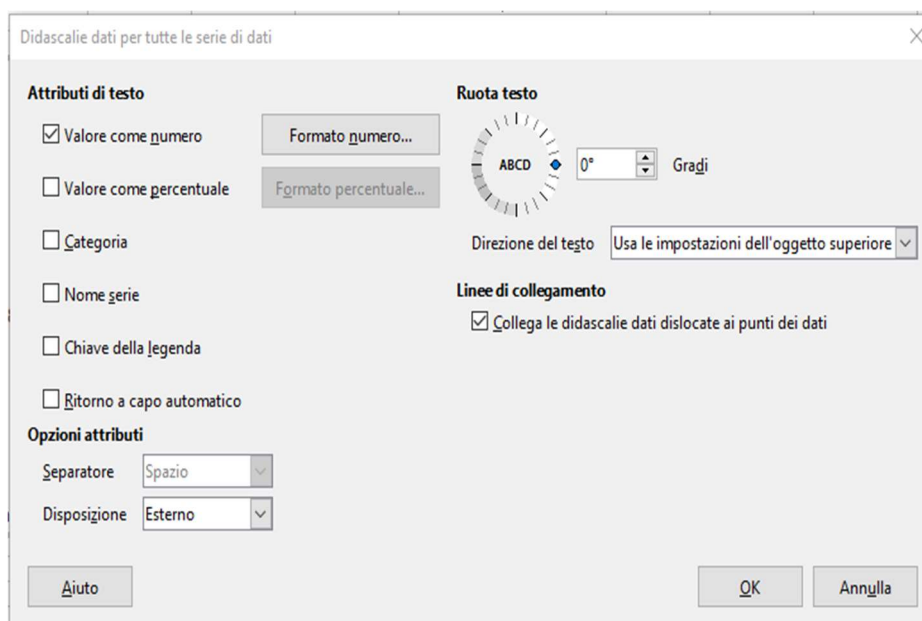 Didascalie dati per tutte le serie di dati
Attributi di testo
Valore come numero
Formato numero...
Valore come percentuale
Formato percentuale...
Categoria
Nome serie
Chiave della legenda
Ritorno a capo automatico
Opzioni attributi
Separatore
Spazio
Disposizione
Esterno
Ruota testo
ABCD
0°
Gradi
Direzione del testo
Usa le impostazioni dell'oggetto superiore
Linee di collegamento
Collega le didascalie dati dislocate ai punti dei dati
Aiuto
OK
Annulla